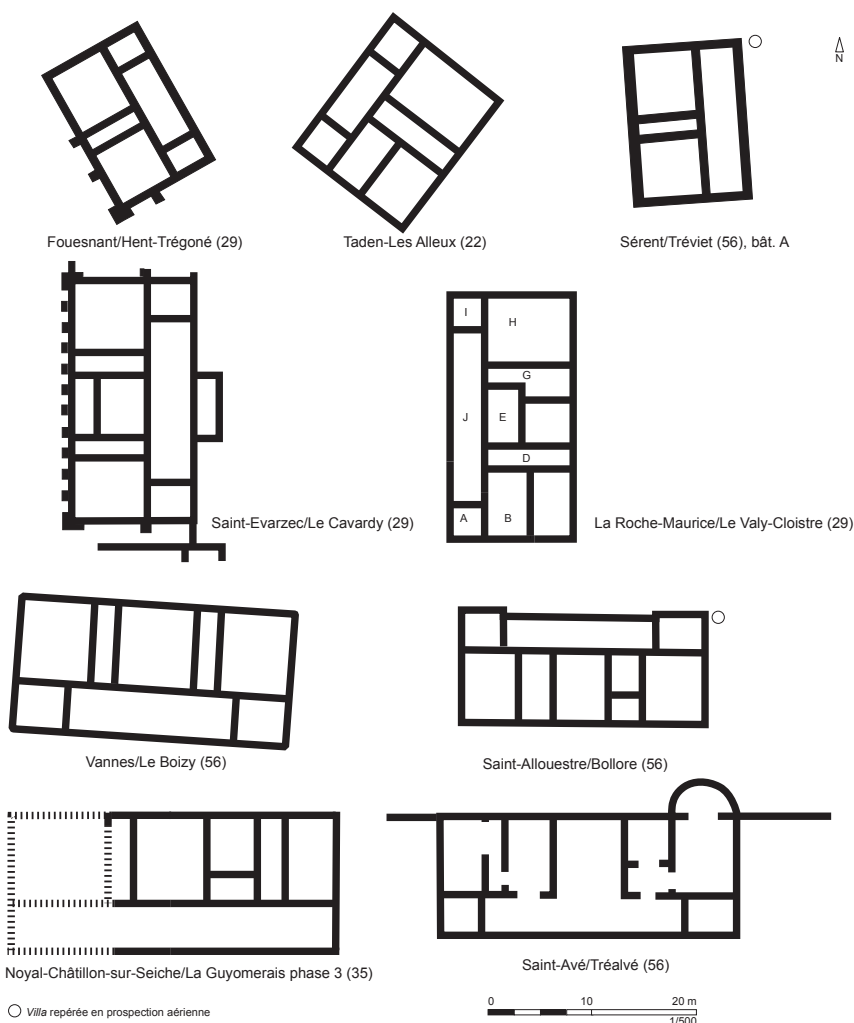 N
Fouesnant/Hent-Trégoné (29)
Taden-Les Alleux (22)
Sérent/Tréviet (56), bât. A
I
H
G
J
E
D
A
B
Saint-Evarzec/Le Cavardy (29)
La Roche-Maurice/Le Valy-Cloistre (29)
Vannes/Le Boizy (56)
Saint-Allouestre/Bollore (56)
Noyal-Châtillon-sur-Seiche/La Guyomerais phase 3 (35)
Saint-Avé/Tréalvé (56)
Villa repérée en prospection aérienne
0 10 20 m
1/500